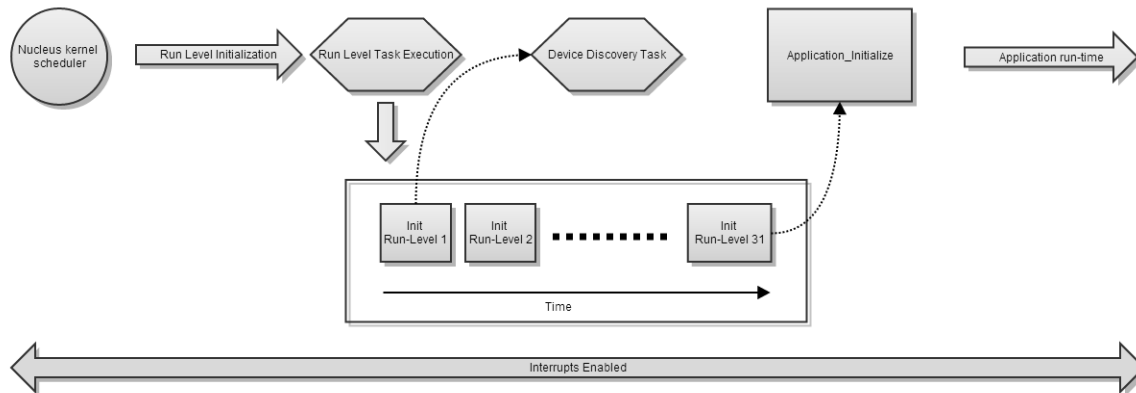 Nucleus kernel
scheduler
Run Level Initialization
Run Level Task Execution
Device Discovery Task
Application_Initialize
Application run-time
Init
Run-Level 1
Init
Run-Level 2
Init
Run-Level 31
Time
Interrupts Enabled